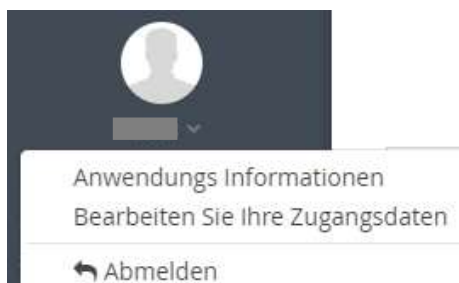 Anwendungs Informationen
Bearbeiten Sie Ihre Zugangsdaten
Abmelden